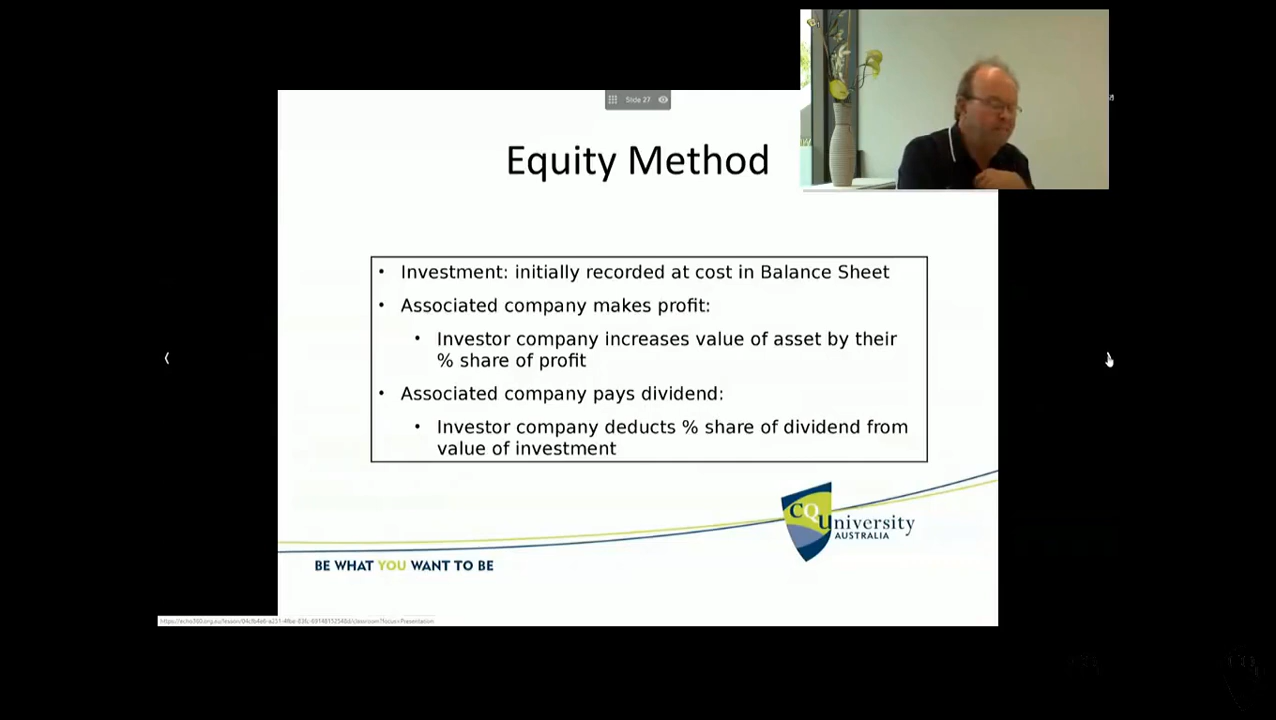 Slide 27
Equity Method
• Investment: initially recorded at cost in Balance Sheet
• Associated company makes profit:
• Investor company increases value of asset by their
% share of profit
• Associated company pays dividend:
• Investor company deducts % share of dividend from
value of investment
CQUniversity
AUSTRALIA
BE WHAT YOU WANT TO BE